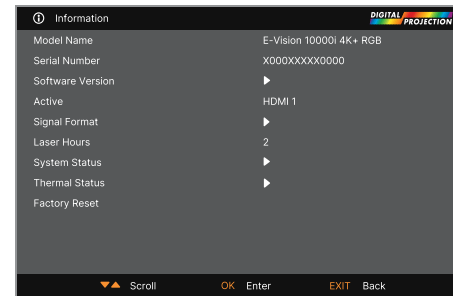 Information
DIGITAL PROJECTION
Model Name E-Vision 10000i 4K+ RGB
Serial Number X000XXXXX0000
Software Version ▶
Active HDMI 1
Signal Format ▶
Laser Hours 2
System Status ▶
Thermal Status ▶
Factory Reset
▼▲ Scroll OK Enter EXIT Back